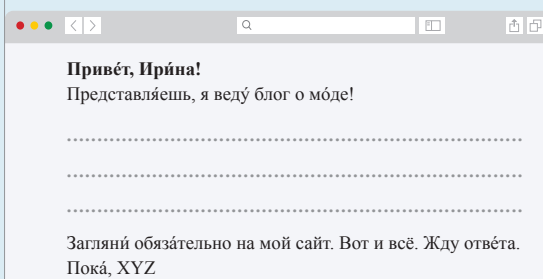 Приве́т, Ири́на!
Представля́ешь, я веду́ блог о мо́де!
Загляни́ обяза́тельно на мой сайт. Вот и всё. Жду отве́та.
Пока́, XYZ